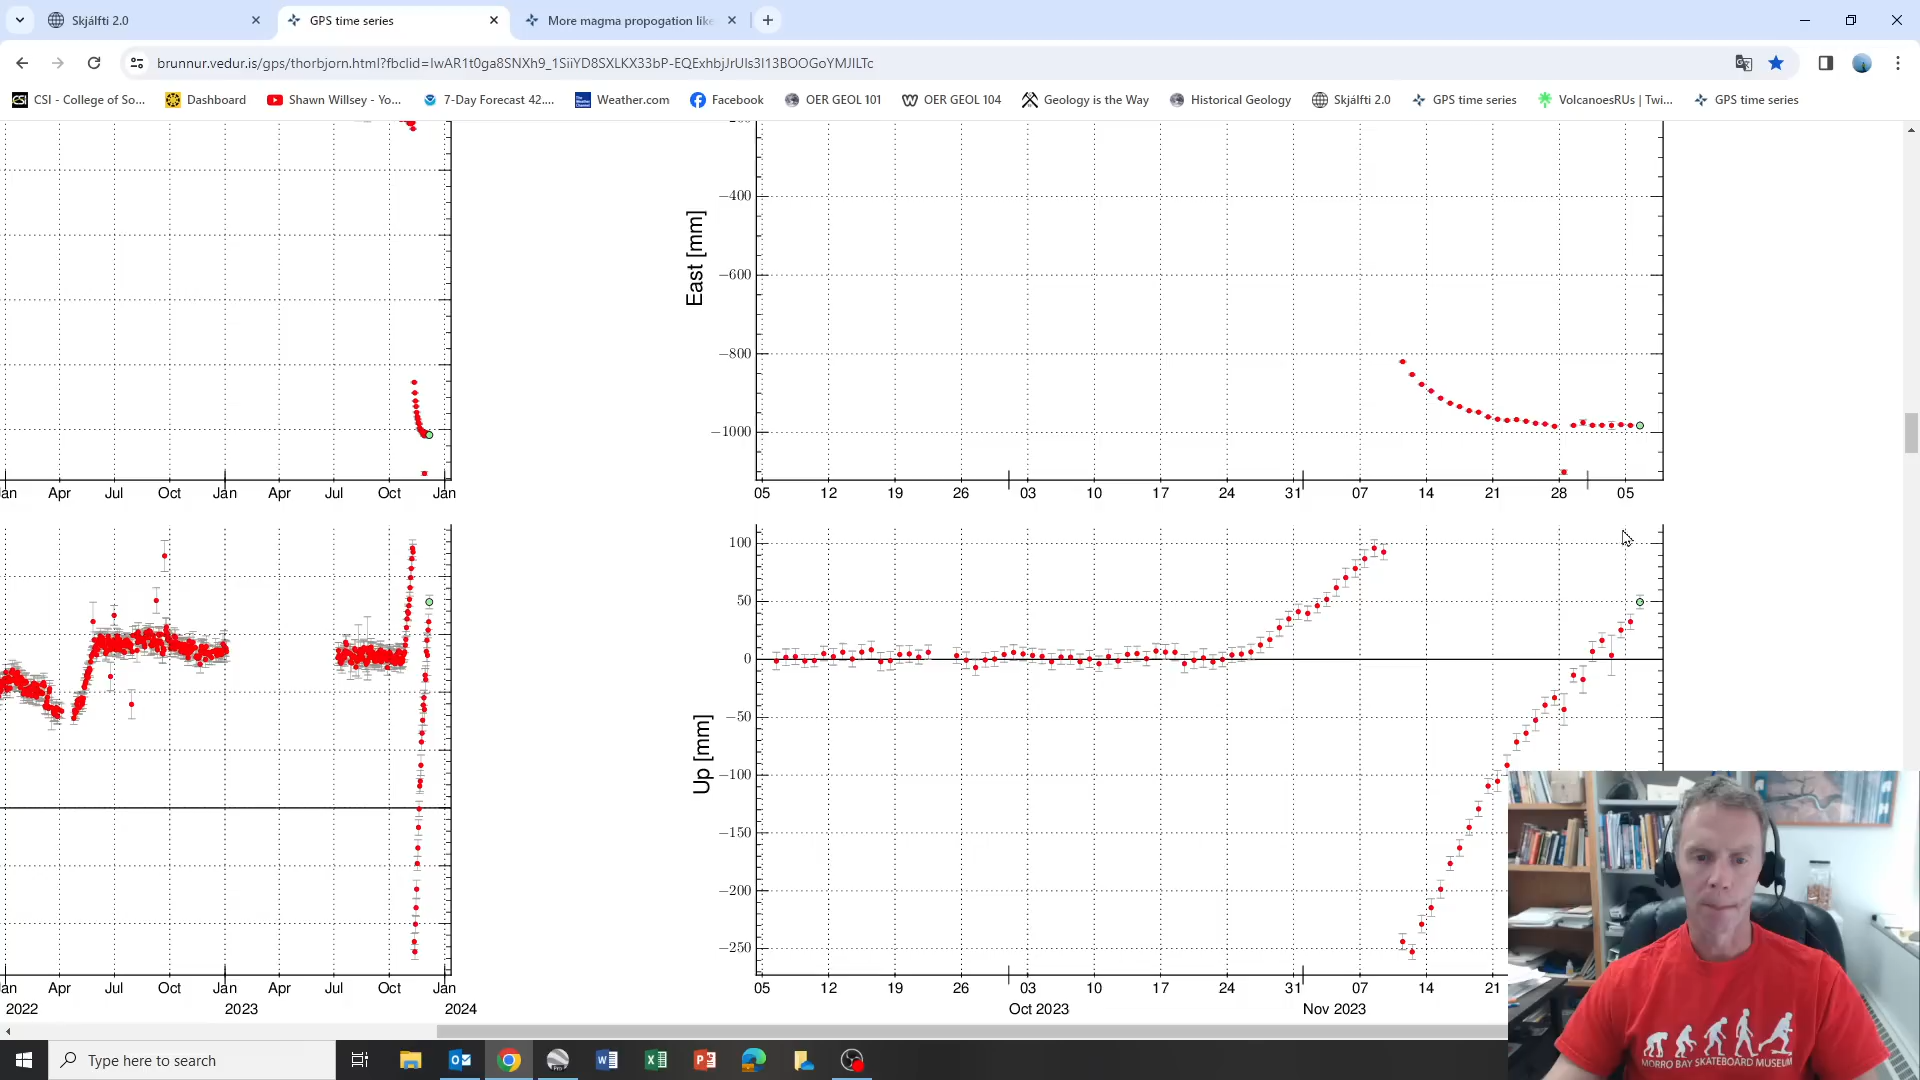 Skjálfti 2.0
GPS time series
More magma propogation like
brunnur.vedur.is/gps/thorbjorn.html?fbclid=IwAR1t0ga8SNXh9_1SiiYD8SXLKX33bP-EQExhbjJrUIs3I13BOOGoYMJlILTc
CSI - College of So...
Dashboard
Shawn Willsey - Yo...
7-Day Forecast 42....
Weather.com
Facebook
OER GEOL 101
OER GEOL 104
Geology is the Way
Historical Geology
Skjálfti 2.0
GPS time series
VolcanoesRUs | Twi...
GPS time series
East [mm]
−400
−600
−800
−1000
an Apr Jul Oct Jan Apr Jul Oct Jan
05 12 19 26 03 10 17 24 31 07 14 21 28 05
Up [mm]
100
50
0
−50
−100
−150
−200
−250
an Apr Jul Oct Jan Apr Jul Oct Jan
2022 2023 2024
05 12 19 26 03 10 17 24 31 07 14 21
Oct 2023 Nov 2023
MORRO BAY SKATEBOARD MUSEUM
Type here to search